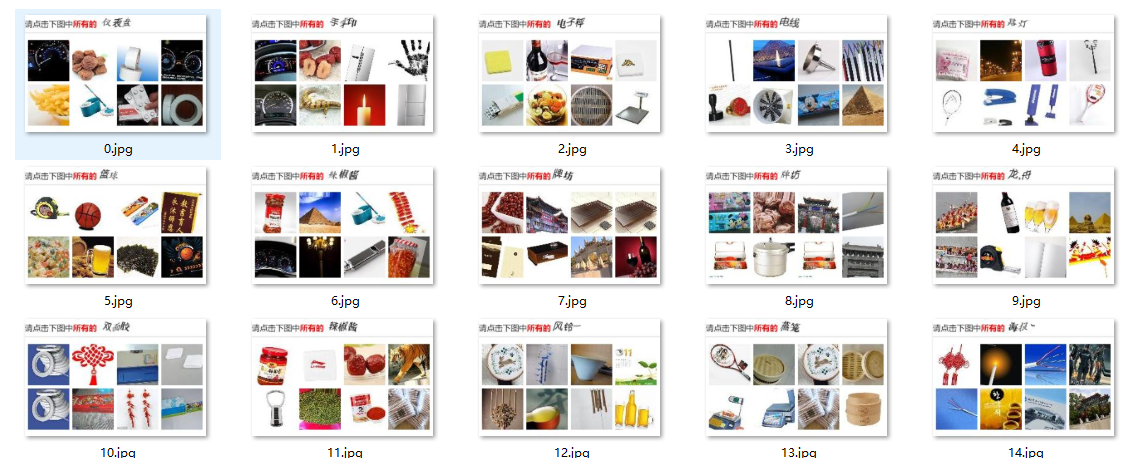 请点击下图中所有的 仪表盘
请点击下图中所有的 手掌印
请点击下图中所有的 电子秤
请点击下图中所有的 电线
请点击下图中所有的 路灯
0.jpg
1.jpg
2.jpg
3.jpg
4.jpg
请点击下图中所有的 篮球
请点击下图中所有的 辣椒酱
请点击下图中所有的 牌坊
请点击下图中所有的 牌坊
请点击下图中所有的 龙舟
5.jpg
6.jpg
7.jpg
8.jpg
9.jpg
请点击下图中所有的 双面胶
请点击下图中所有的 辣椒酱
请点击下图中所有的 风铃
请点击下图中所有的 蒸笼
请点击下图中所有的 海报
10.jpg
11.jpg
12.jpg
13.jpg
14.jpg